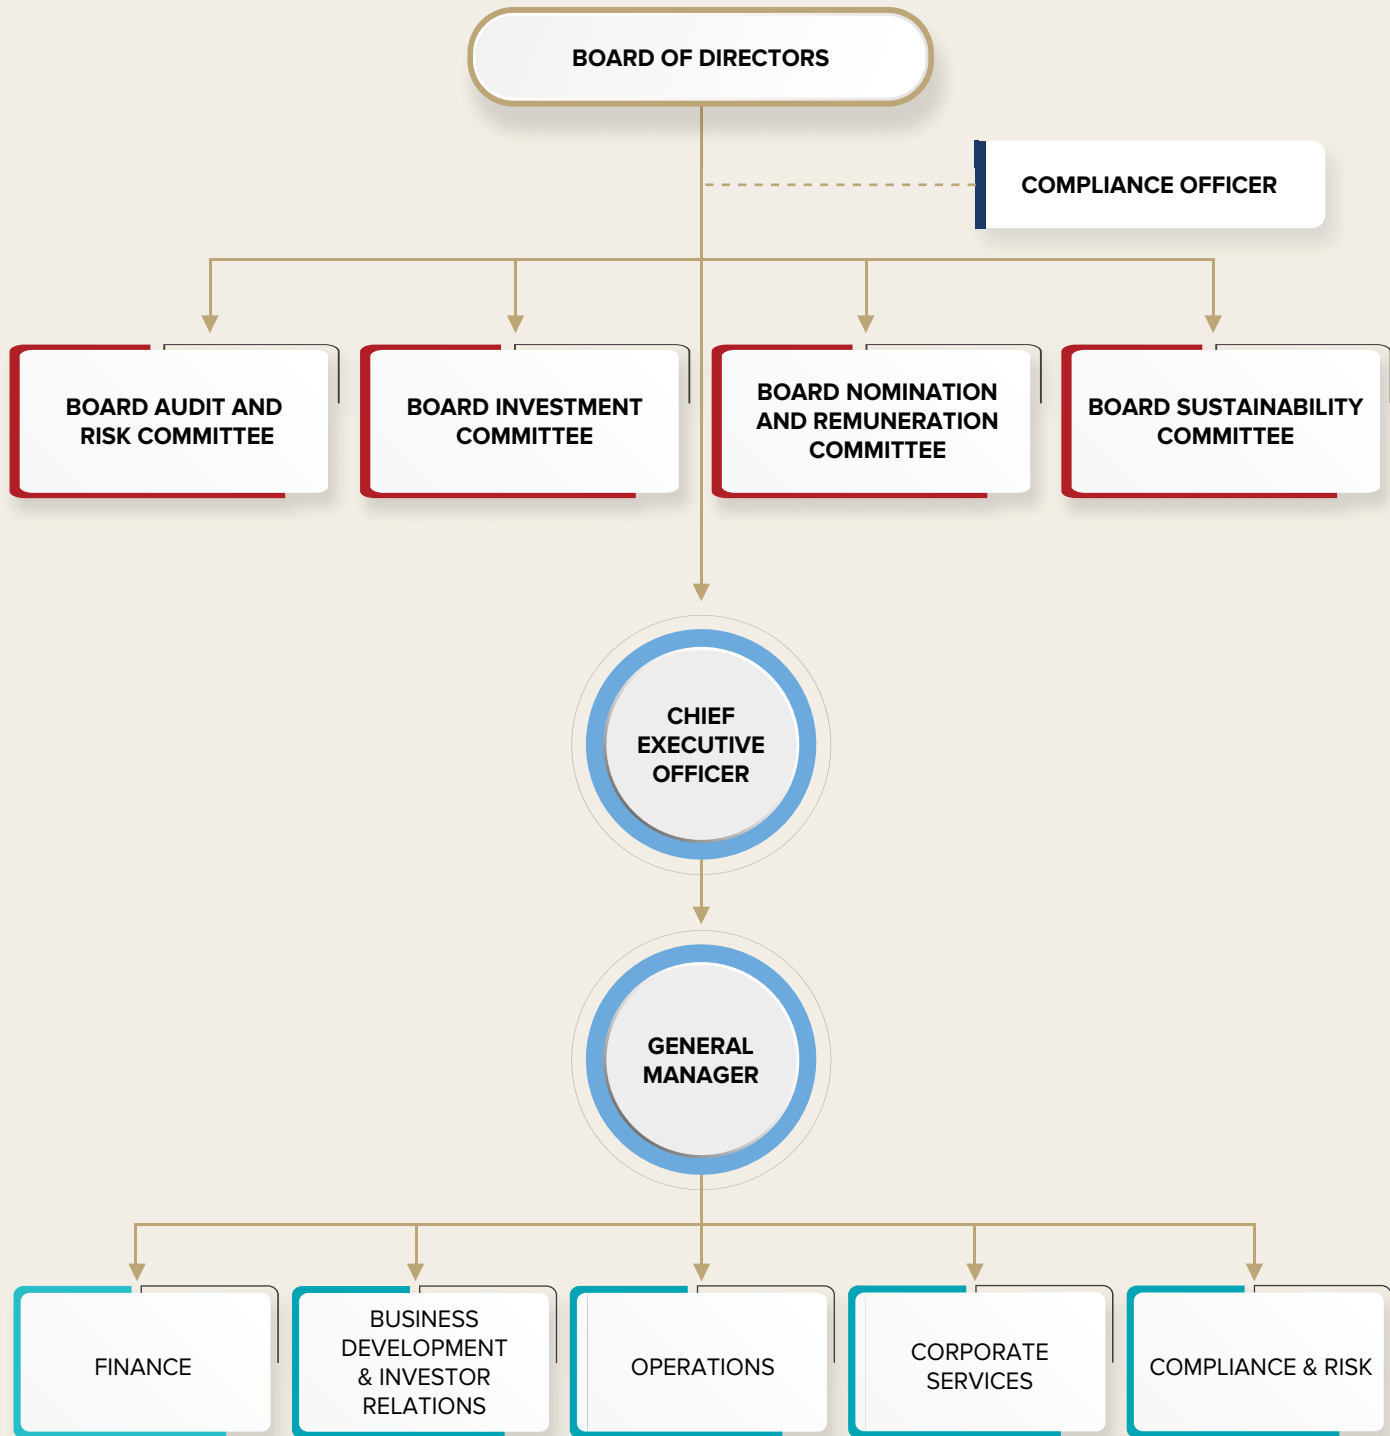 BOARD OF DIRECTORS
COMPLIANCE OFFICER
BOARD AUDIT AND
RISK COMMITTEE
BOARD INVESTMENT
COMMITTEE
BOARD NOMINATION
AND REMUNERATION
COMMITTEE
BOARD SUSTAINABILITY
COMMITTEE
CHIEF
EXECUTIVE
OFFICER
GENERAL
MANAGER
FINANCE
BUSINESS
DEVELOPMENT
& INVESTOR
RELATIONS
OPERATIONS
CORPORATE
SERVICES
COMPLIANCE & RISK